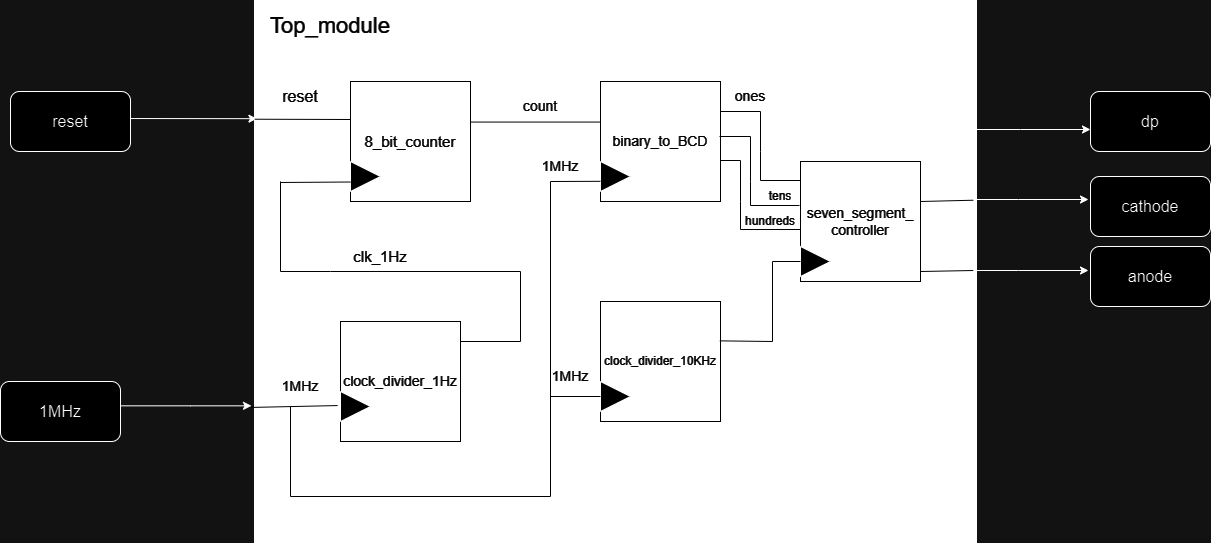 Top_module
reset
reset
8_bit_counter
count
binary_to_BCD
1MHz
ones
tens
hundreds
seven_segment_
controller
dp
cathode
anode
clk_1Hz
1MHz
1MHz
clock_divider_1Hz
1MHz
clock_divider_10KHz